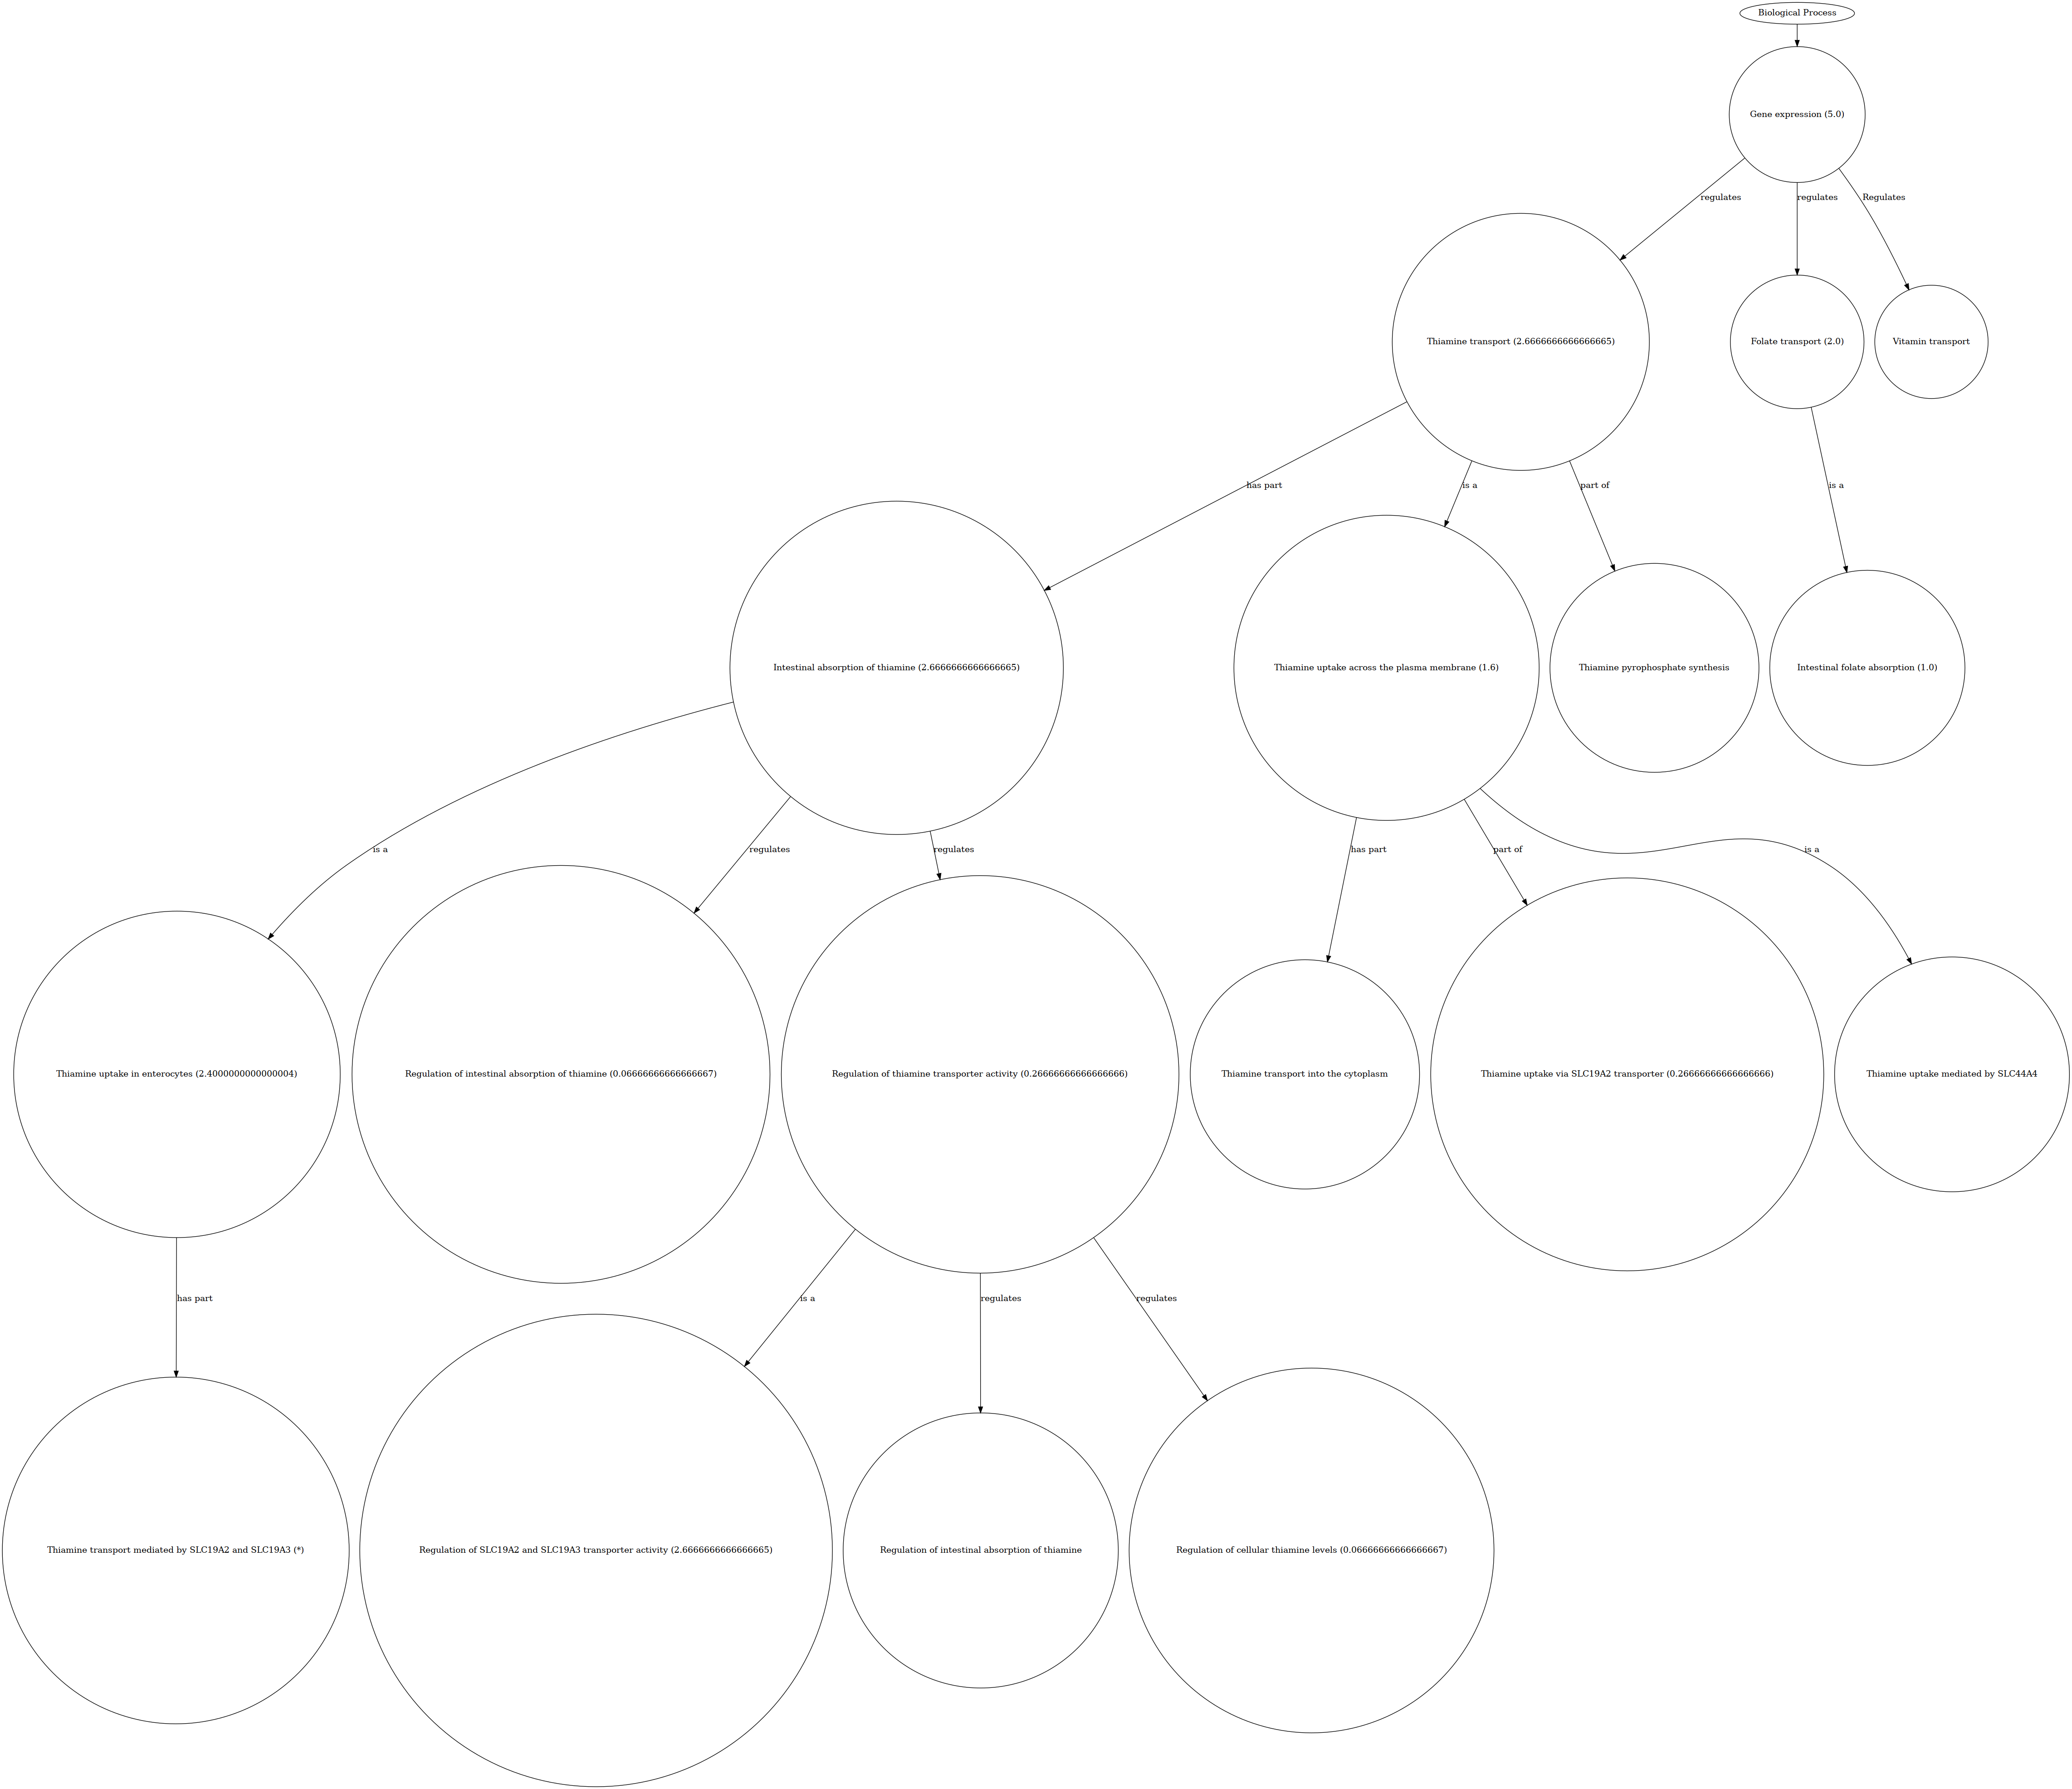 Biological Process
Gene expression (5.0)
regulates
regulates
Regulates
Thiamine transport (2.6666666666666665)
Folate transport (2.0)
Vitamin transport
has part
is a
part of
is a
Intestinal absorption of thiamine (2.6666666666666665)
Thiamine uptake across the plasma membrane (1.6)
Thiamine pyrophosphate synthesis
Intestinal folate absorption (1.0)
is a
regulates
regulates
has part
part of
is a
Thiamine uptake in enterocytes (2.4000000000000004)
Regulation of intestinal absorption of thiamine (0.06666666666666667)
Regulation of thiamine transporter activity (0.26666666666666666)
Thiamine transport into the cytoplasm
Thiamine uptake via SLC19A2 transporter (0.26666666666666666)
Thiamine uptake mediated by SLC44A4
has part
is a
regulates
regulates
Thiamine transport mediated by SLC19A2 and SLC19A3 (*)
Regulation of SLC19A2 and SLC19A3 transporter activity (2.6666666666666665)
Regulation of intestinal absorption of thiamine
Regulation of cellular thiamine levels (0.06666666666666667)